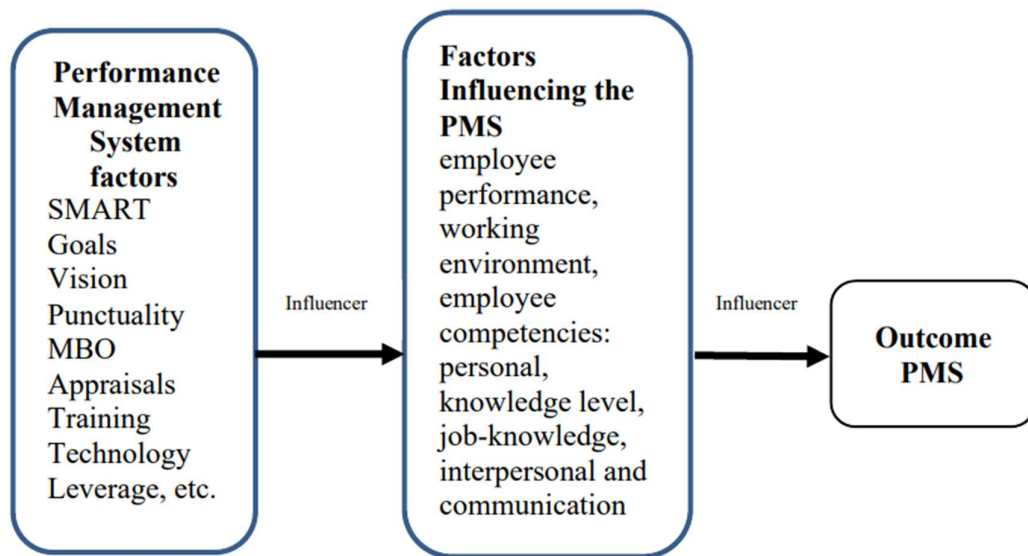 Performance
Management
System
factors
SMART
Goals
Vision
Punctuality
MBO
Appraisals
Training
Technology
Leverage, etc.
Influencer
Factors
Influencing the
PMS
employee
performance,
working
environment,
employee
competencies:
personal,
knowledge level,
job-knowledge,
interpersonal and
communication
Influencer
Outcome
PMS